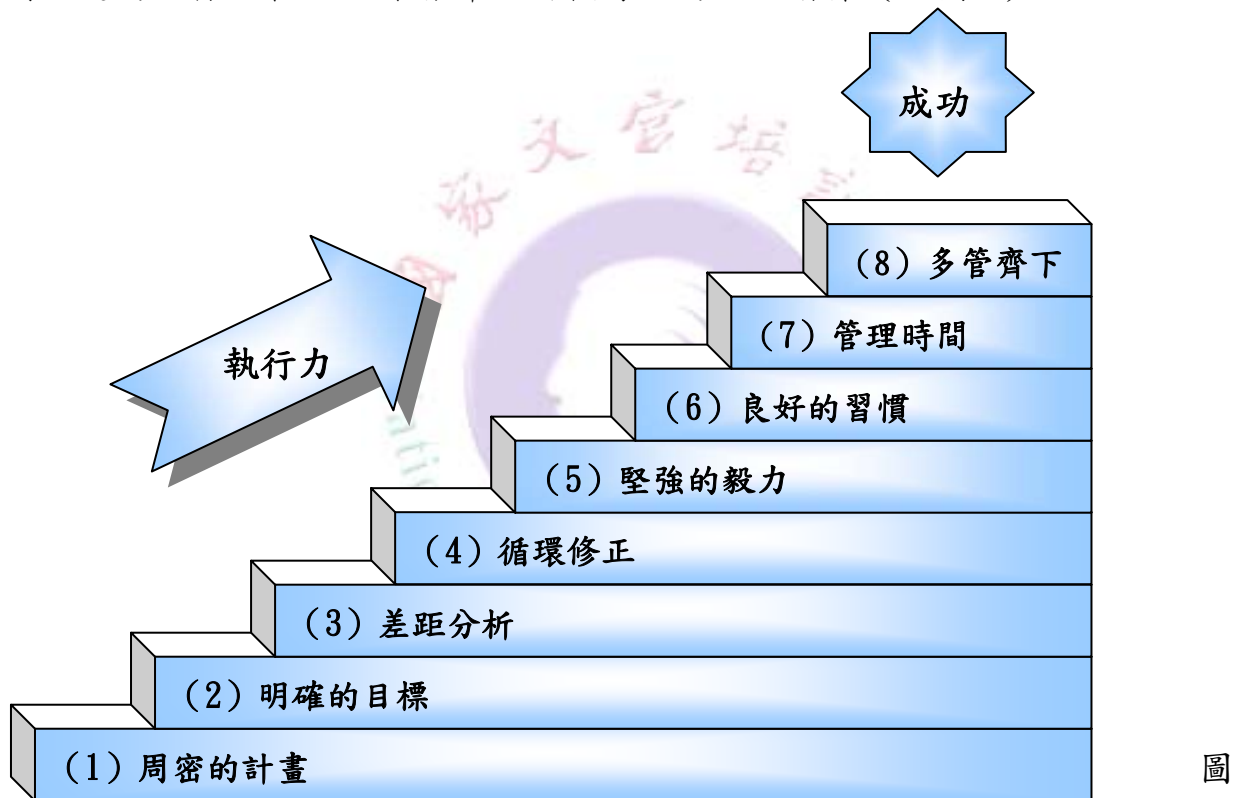 成功
(8)多管齊下
(7)管理時間
執行力
(6)良好的習慣
(5)堅強的毅力
(4)循環修正
(3)差距分析
(2)明確的目標
(1)周密的計畫
圖